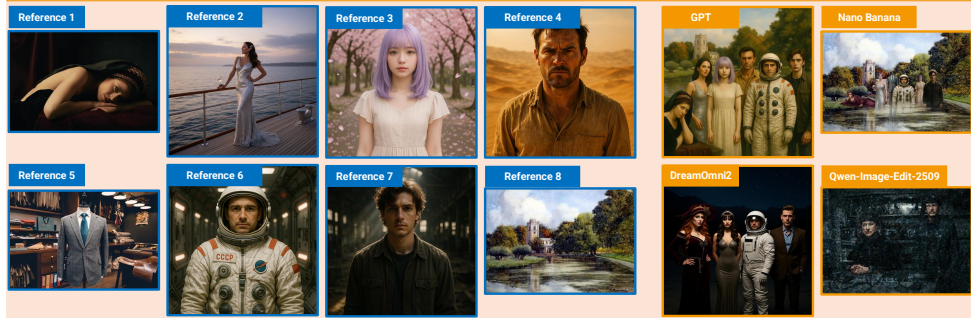 Reference 1
Reference 2
Reference 3
Reference 4
GPT
Nano Banana
Reference 5
Reference 6
Reference 7
Reference 8
DreamOmni2
Qwen-Image-Edit-2509
CCCP